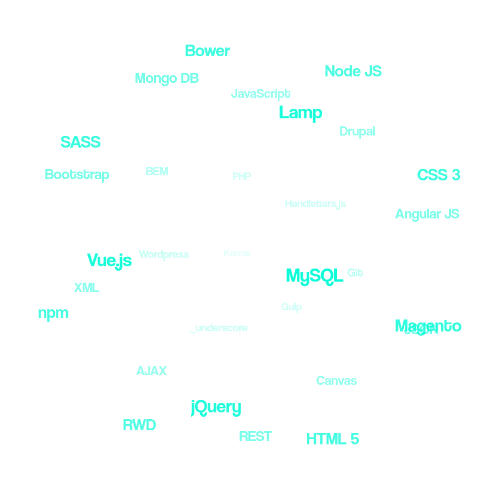 Bower
Node JS
Mongo DB
JavaScript
Lamp
Drupal
SASS
BEM
Bootstrap
PHP
CSS 3
Handlebars.js
Angular JS
Wordpress
Vue.js
MySQL
Git
XML
Gulp
npm
Magento
_underscore
AJAX
Canvas
jQuery
RWD
REST
HTML 5